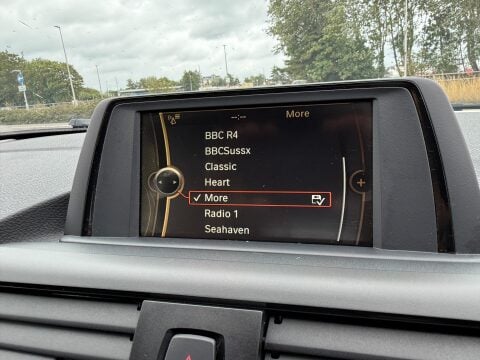 --:--
More
BBC R4
BBCSussx
Classic
Heart
More
Radio 1
Seahaven